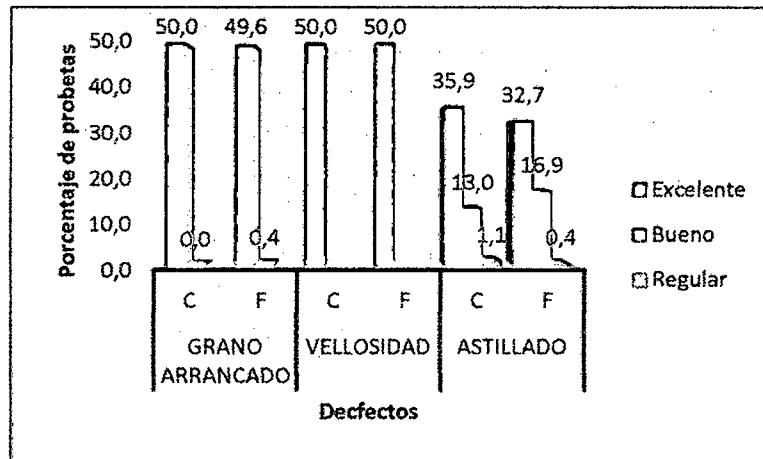 50,0 49,6 50,0 50,0
50,0
35,9
32,7
40,0
30,0
16,9
20,0
13,0
10,0
0,0 0,4
1,1 0,4
0,0
Porcentaje de probetas
Excelente
Bueno
Regular
C F C F C F
GRANO ARRANCADO
VELLOSIDAD
ASTILLADO
Decfectos